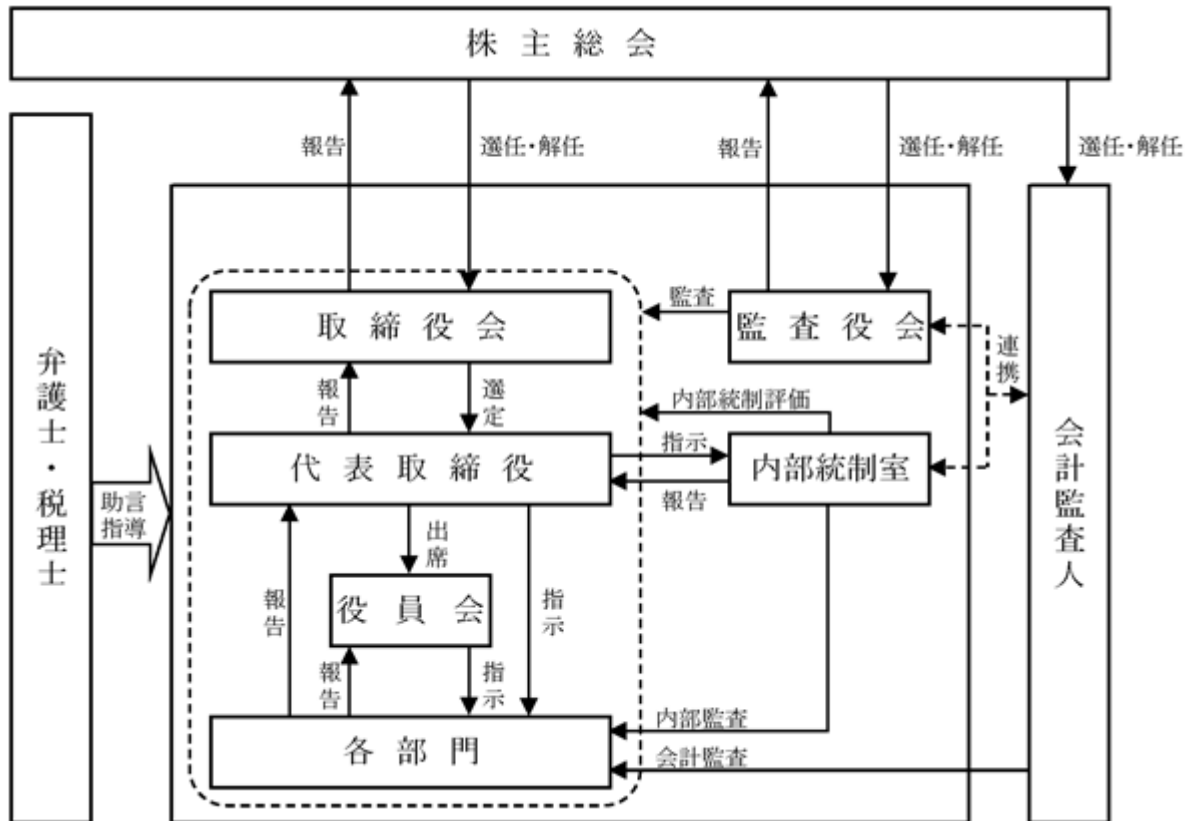 株主総会
報告
選任・解任
報告
選任・解任
選任・解任
取締役会
監査
監査役会
連携
報告
選定
内部統制評価
代表取締役
指示
報告
内部統制室
弁護士・税理士
助言
指導
会計監査人
出席
役員会
報告
指示
報告
指示
内部監査
会計監査
各部門